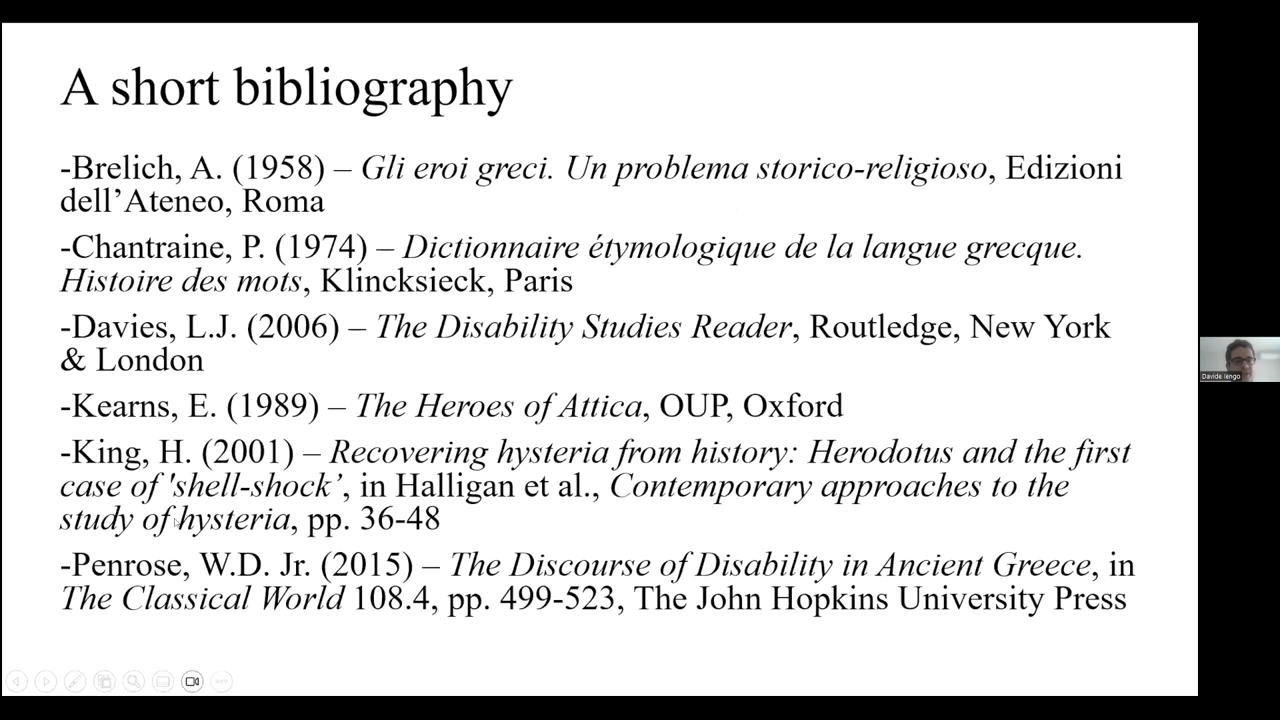 A short bibliography
-Brelich, A. (1958) – Gli eroi greci. Un problema storico-religioso, Edizioni
dell’Ateneo, Roma
-Chantraine, P. (1974) – Dictionnaire étymologique de la langue grecque.
Histoire des mots, Klincksieck, Paris
-Davies, L.J. (2006) – The Disability Studies Reader, Routledge, New York
& London
-Kearns, E. (1989) – The Heroes of Attica, OUP, Oxford
-King, H. (2001) – Recovering hysteria from history: Herodotus and the first
case of 'shell-shock’, in Halligan et al., Contemporary approaches to the
study of hysteria, pp. 36-48
-Penrose, W.D. Jr. (2015) – The Discourse of Disability in Ancient Greece, in
The Classical World 108.4, pp. 499-523, The John Hopkins University Press
Davide Iengo